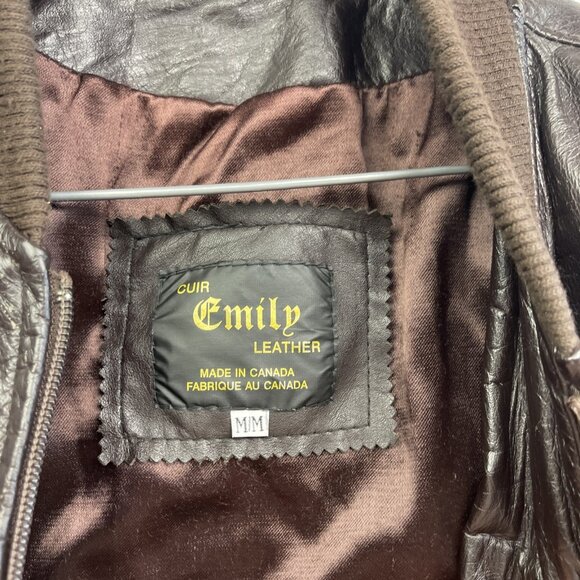 CUIR
Emily
LEATHER
MADE IN CANADA
FABRIQUE AU CANADA
M/M